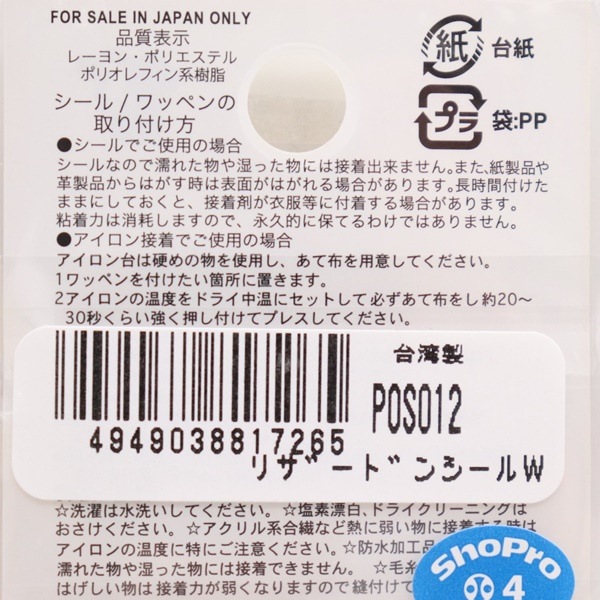 FOR SALE IN JAPAN ONLY
品質表示
レーヨン・ポリエステル
ポリオレフィン系樹脂
紙 台紙
プラ 袋:PP
シール / ワッペンの
取り付け方
●シールでご使用の場合
シールなので濡れた物や湿った物には接着出来ません。また、紙製品や
革製品からはがす時は表面がはがれる場合があります。長時間付けた
ままにしておくと、接着剤が衣服等に付着する場合があります。
粘着力は消耗しますので、永久的に保てるわけではありません。
●アイロン接着でご使用の場合
アイロン台は硬めの物を使用し、あて布を用意してください。
1ワッペンを付けたい箇所に置きます。
2アイロンの温度をドライ中温にセットして必ずあて布をし約20〜
30秒くらい強く押し付けてプレスしてください。
台湾製
POS012
4949038817265
リザードンシールW
☆洗濯は水洗いしてください。☆塩素漂白、ドライクリーニングは
おさけください。☆アクリル系合繊など熱に弱い物に接着する時は
アイロンの温度に特にご注意ください。☆防水加工品
濡れた物や湿った物には接着できません。☆毛糸
はげしい物は接着力が弱くなりますので縫付けて
ShoPro
4